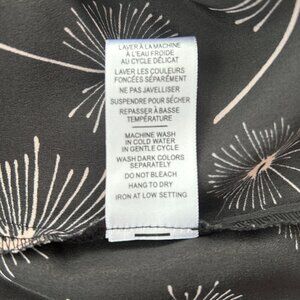 LAVER À LA MACHINE
À L'EAU FROIDE
AU CYCLE DÉLICAT
LAVER LES COULEURS
FONCÉES SÉPARÉMENT
NE PAS JAVELLISER
SUSPENDRE POUR SÉCHER
REPASSER À BASSE
TEMPÉRATURE
MACHINE WASH
IN COLD WATER
IN GENTLE CYCLE
WASH DARK COLORS
SEPARATELY
DO NOT BLEACH
HANG TO DRY
IRON AT LOW SETTING